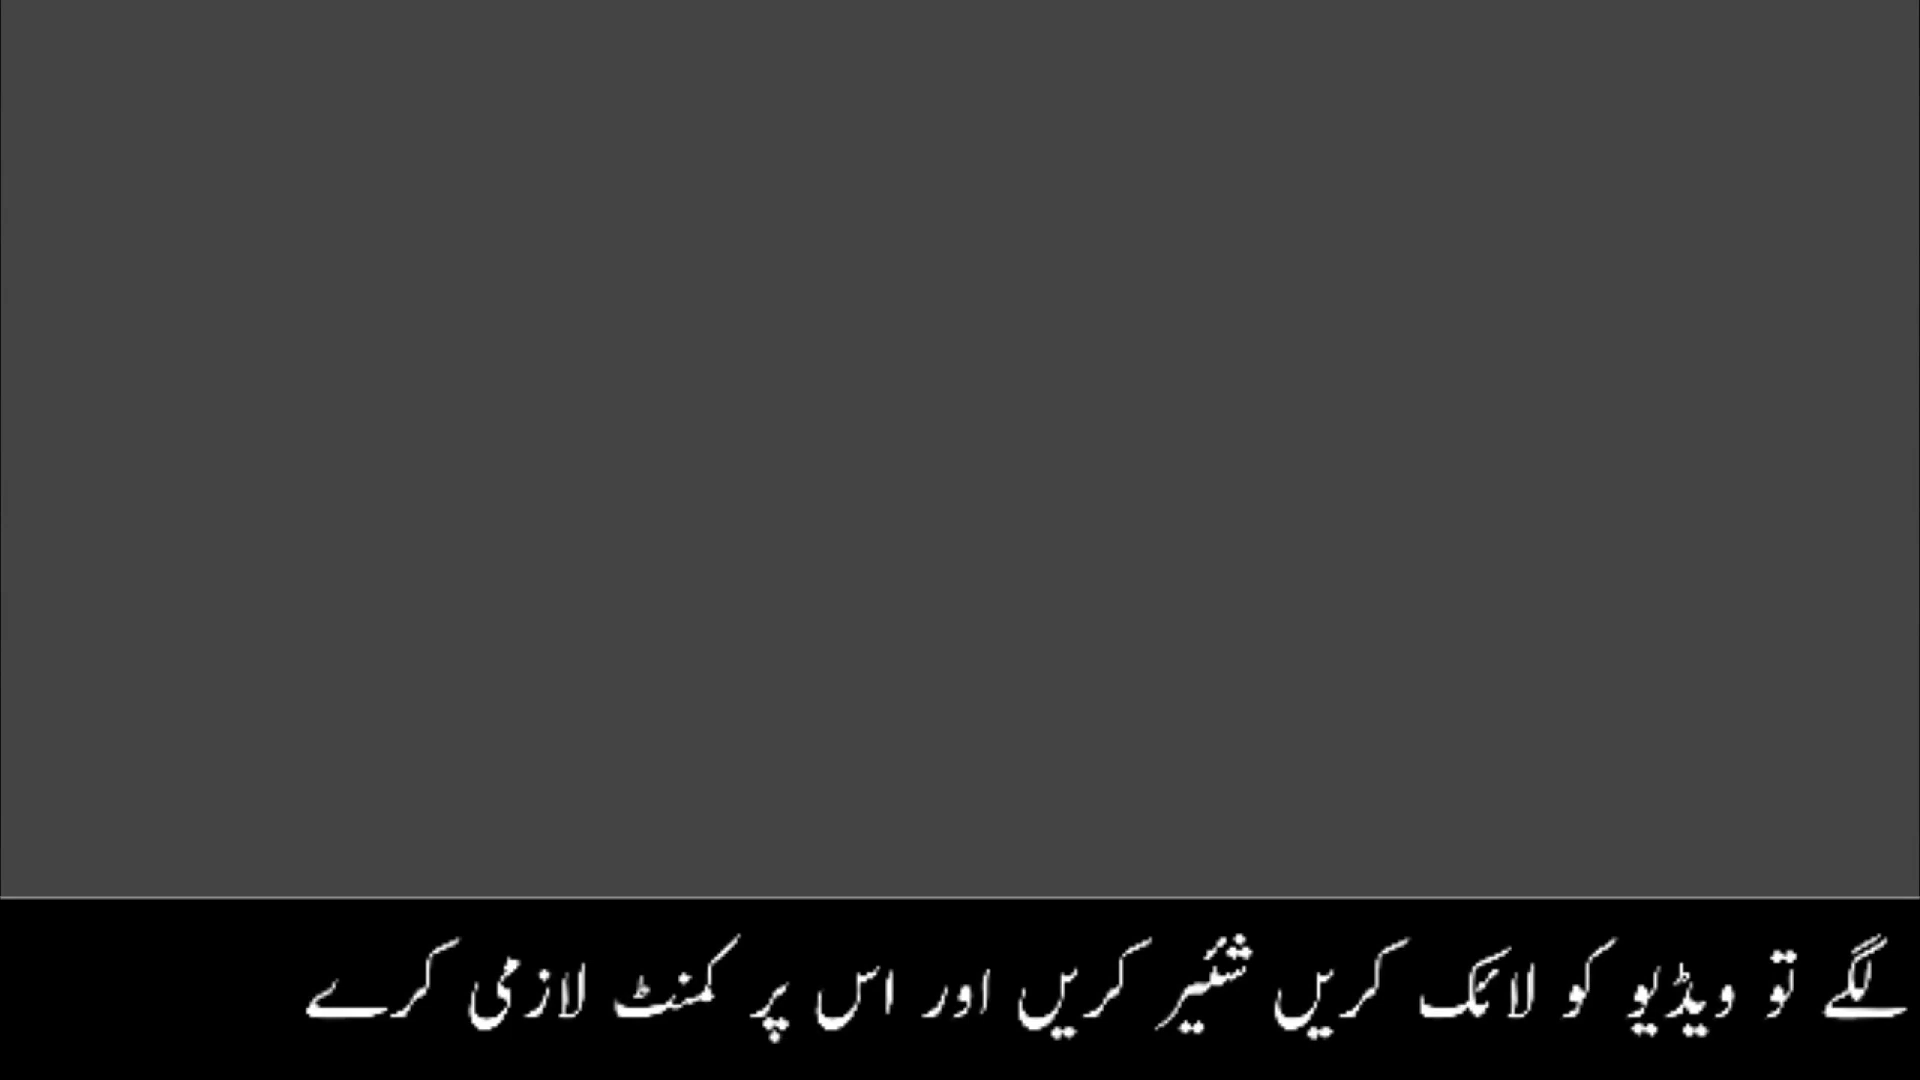 لگے تو ویڈیو کو لائک کریں شئیر کریں اور اس پر کمنٹ لازمی کرے